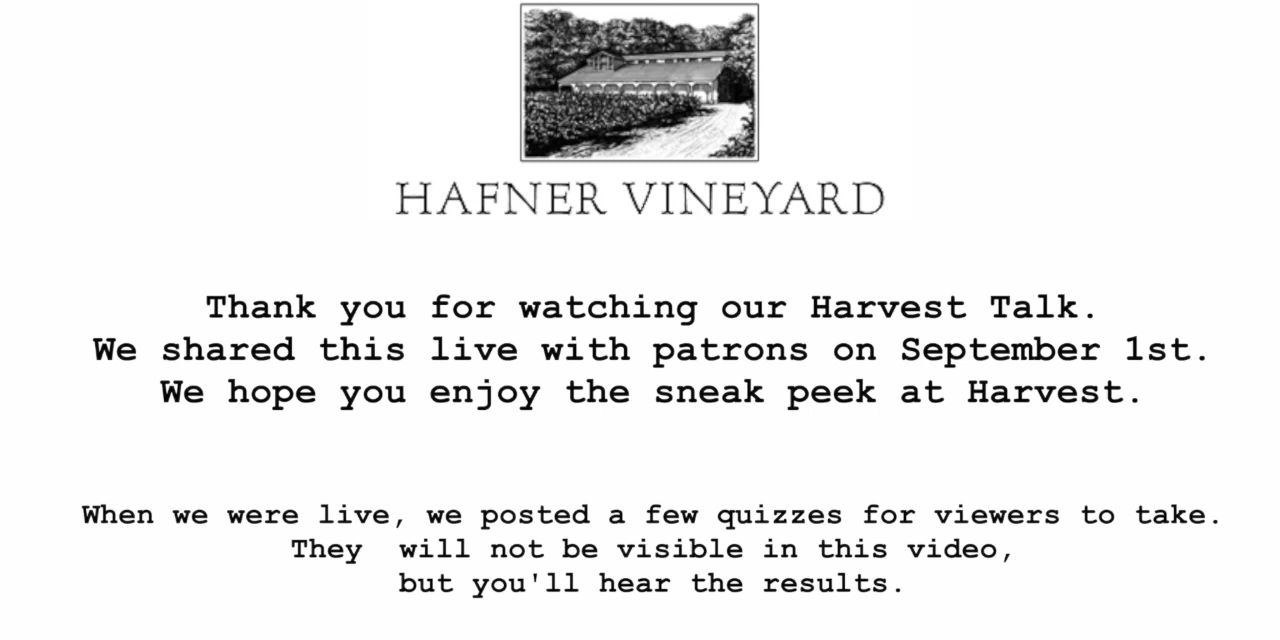 HAFNER VINEYARD
Thank you for watching our Harvest Talk.
We shared this live with patrons on September 1st.
We hope you enjoy the sneak peek at Harvest.
When we were live, we posted a few quizzes for viewers to take.
They  will not be visible in this video,
but you'll hear the results.